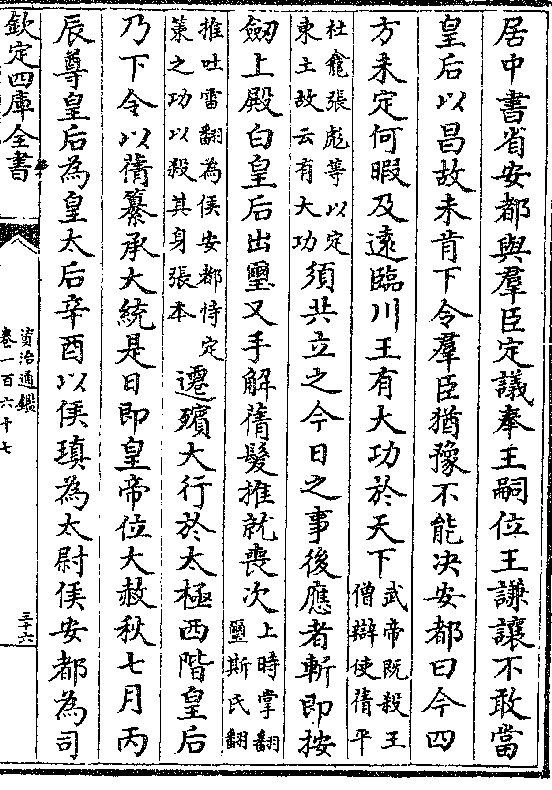 居中書省安都與羣臣定議奉王嗣位王謙讓不敢當
皇后以昌故未肯下令羣臣猶豫不能决安都曰今四
方未定何暇及遠臨川王有大功於天下武帝既殺王
僧辯使蒨平
杜龕張彪等以定
東土故云有大功須共立之今日之事後應者斬即按
劒上殿白皇后出璽又手解蒨髮推就喪次上時掌翻
璽斯氏翻
推吐雷翻為侯安都恃定
策之功以殺其身張本遷殯大行於太極西階皇后
乃下令以蒨纂承大統是日即皇帝位大赦秋七月丙
辰尊皇后為皇太后辛酉以侯瑱為太尉侯安都為司
欽定四庫全書
資治通鑑
卷一百六十七
三十六